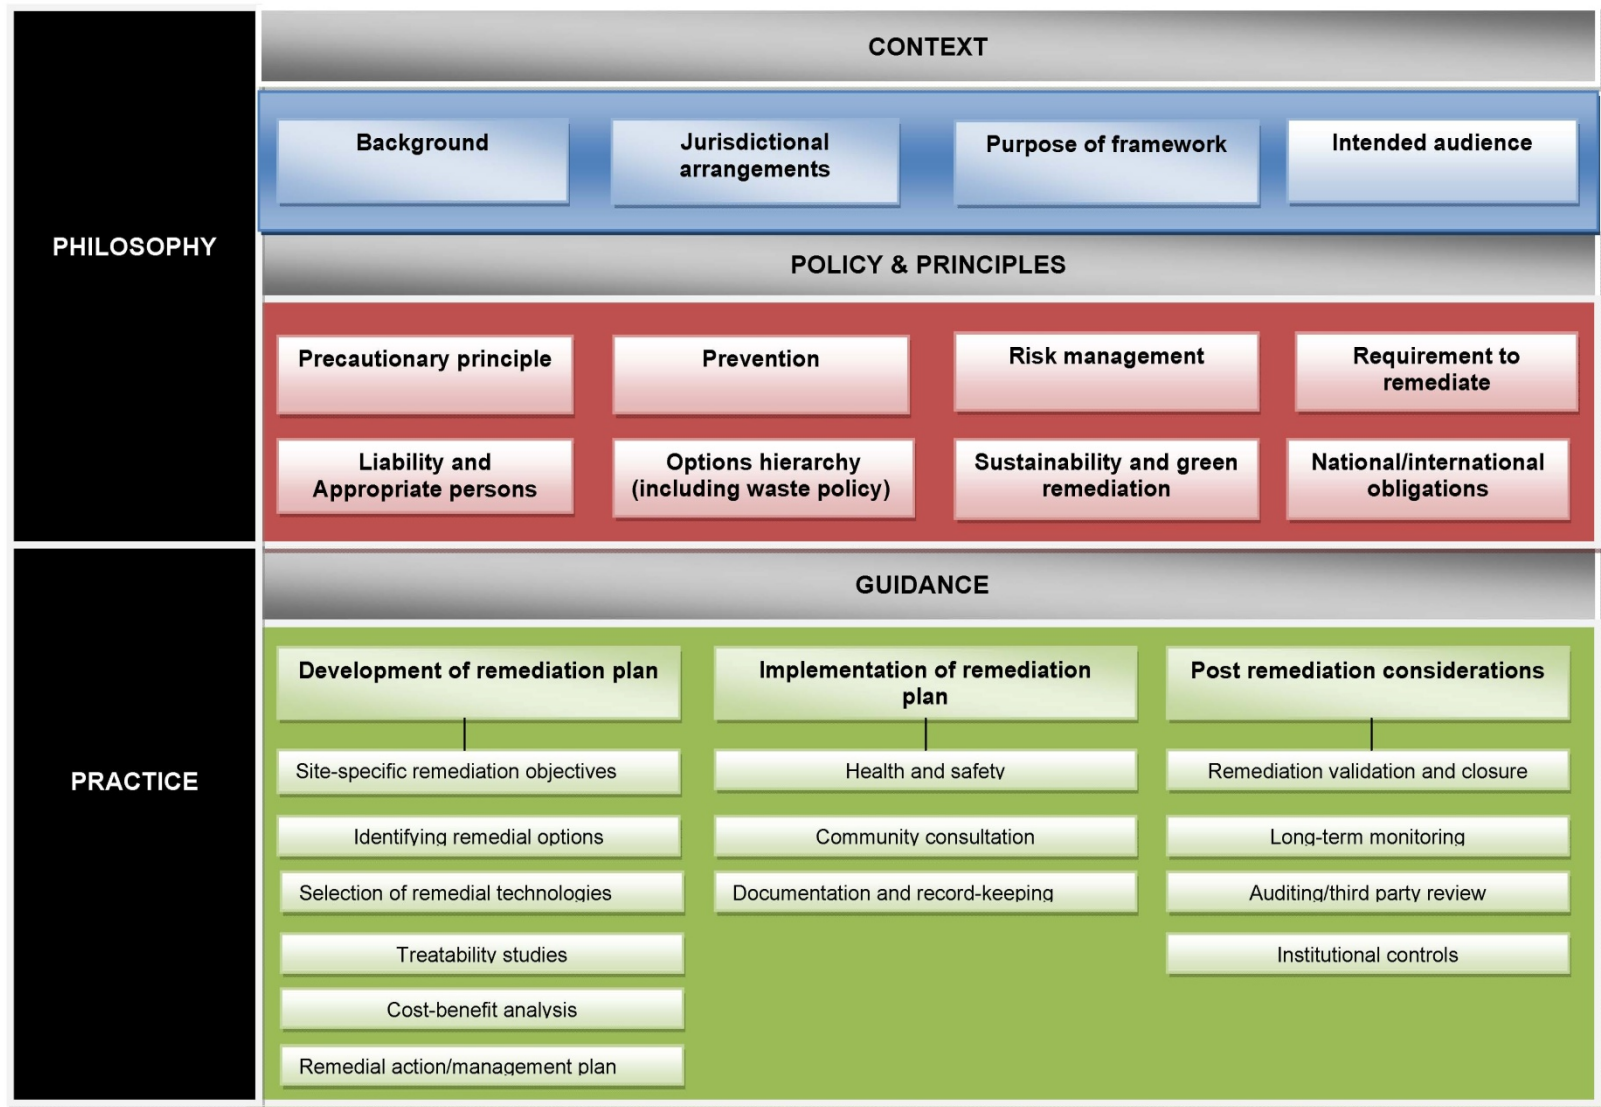 PHILOSOPHY
CONTEXT
Background
Jurisdictional
arrangements
Purpose of framework
Intended audience
POLICY & PRINCIPLES
Precautionary principle
Prevention
Risk management
Requirement to
remediate
Liability and
Appropriate persons
Options hierarchy
(including waste policy)
Sustainability and green
remediation
National/international
obligations
PRACTICE
GUIDANCE
Development of remediation plan
Site-specific remediation objectives
Identifying remedial options
Selection of remedial technologies
Treatability studies
Cost-benefit analysis
Remedial action/management plan
Implementation of remediation
plan
Health and safety
Community consultation
Documentation and record-keeping
Post remediation considerations
Remediation validation and closure
Long-term monitoring
Auditing/third party review
Institutional controls